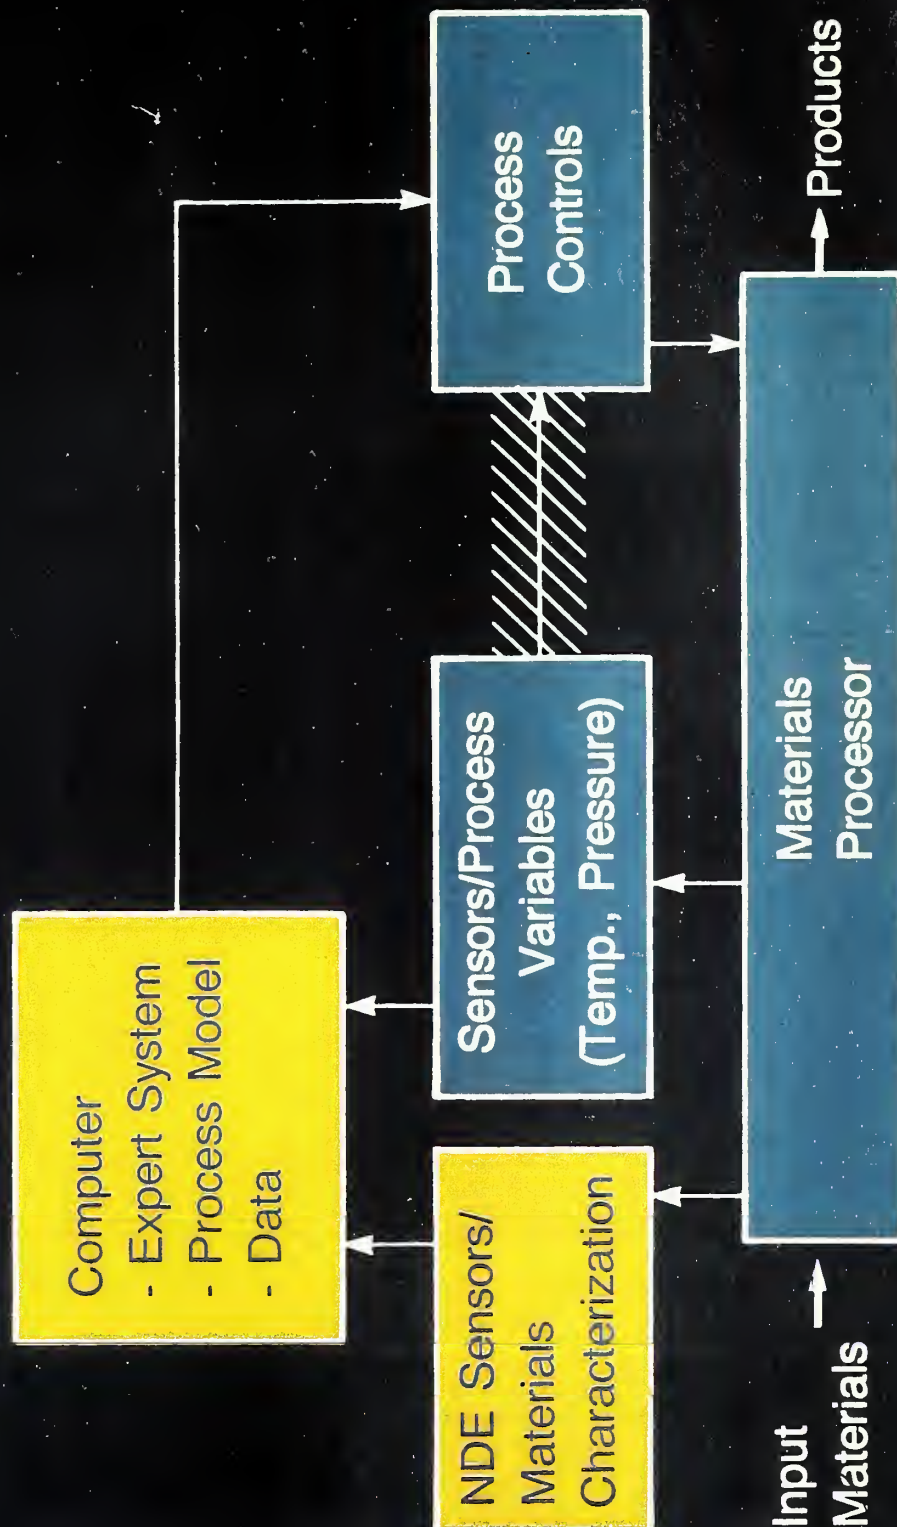 Computer
- Expert System
- Process Model
- Data
NDE Sensors/
Materials
Characterization
Sensors/Process
Variables
(Temp., Pressure)
Process
Controls
Input
Materials
Materials
Processor
Products